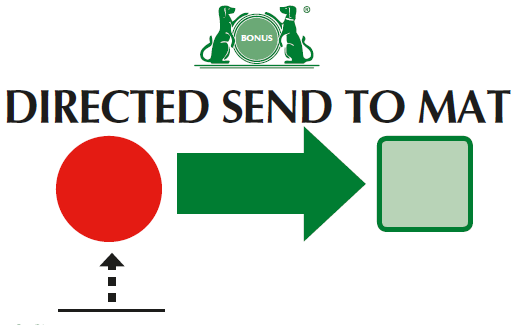 BONUS
®
DIRECTED SEND TO MAT